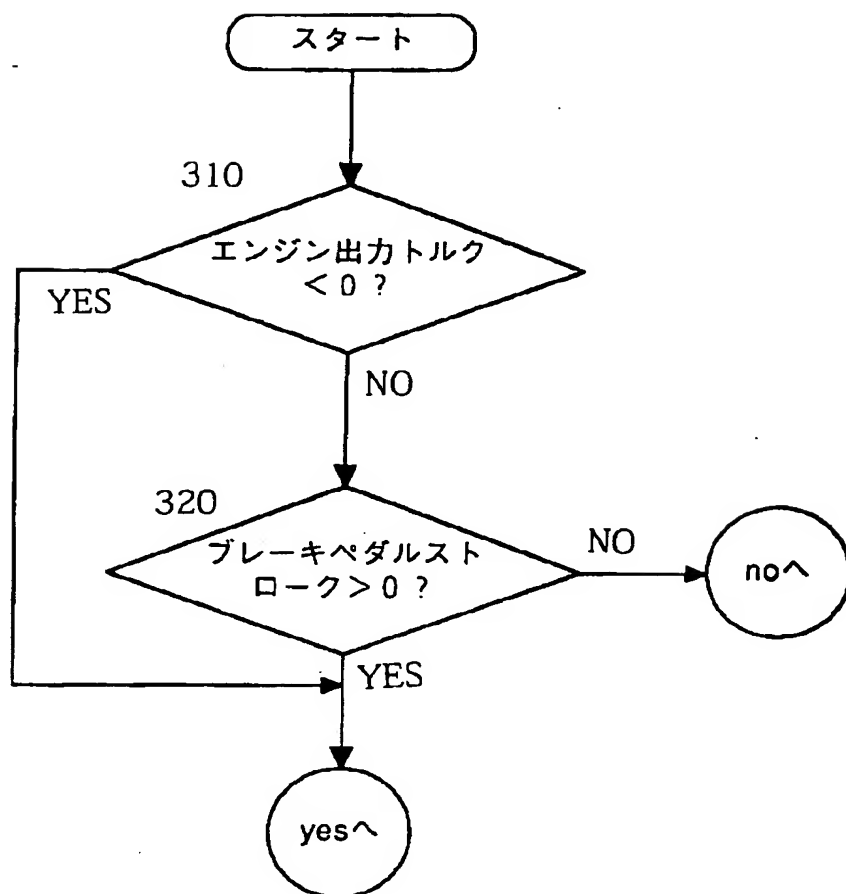 スタート
310
エンジン出力トルク
<0?
YES
NO
320
ブレーキペダルスト
ローク>0?
NO
noへ
YES
yesへ